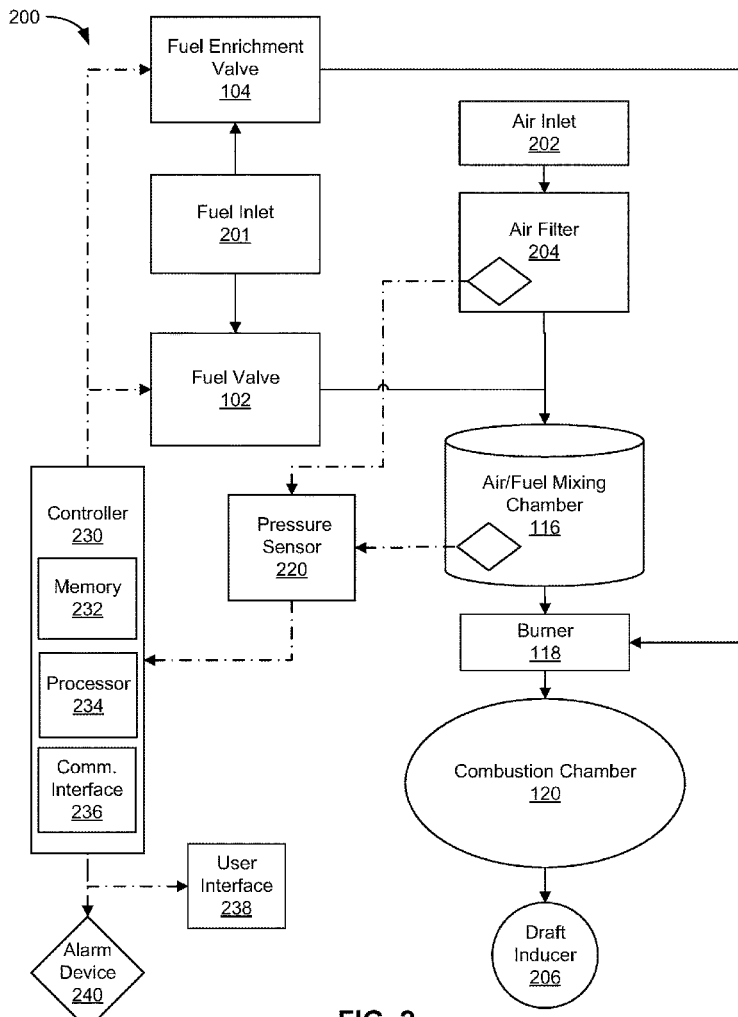 200
Fuel Enrichment
Valve
104
Air Inlet
202
Fuel Inlet
201
Air Filter
204
Fuel Valve
102
Air/Fuel Mixing
Chamber
116
Controller
230
Pressure
Sensor
220
Memory
232
Burner
118
Processor
234
Combustion Chamber
120
Comm.
Interface
236
User
Interface
238
Draft
Inducer
206
Alarm
Device
240